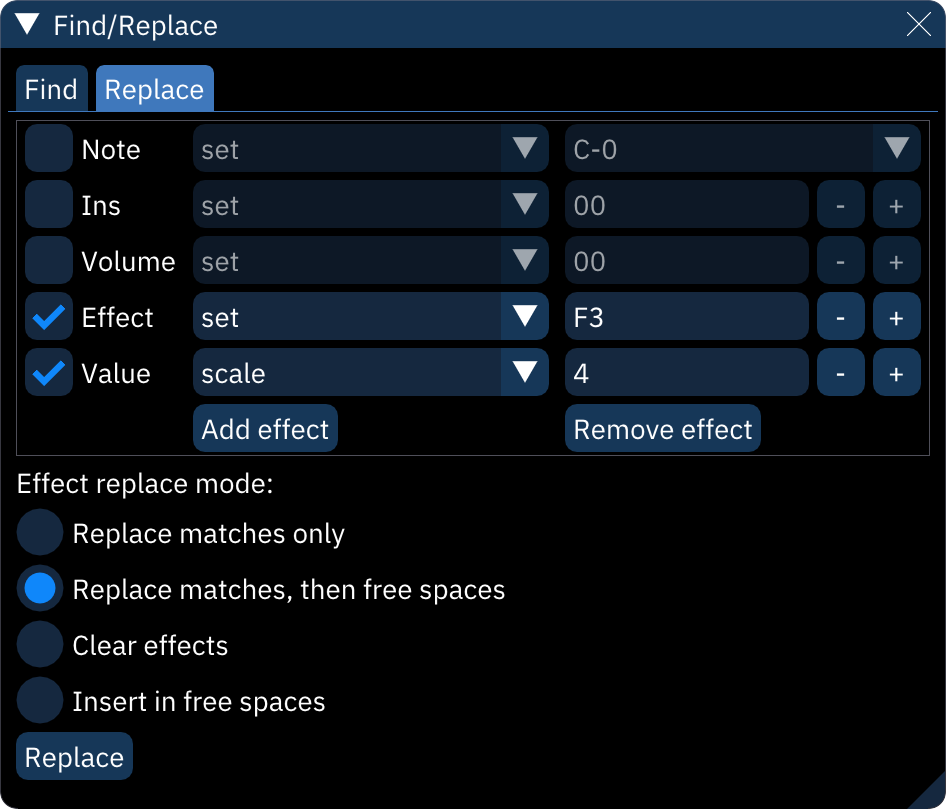 Find/Replace
Find Replace
Note set C-0
Ins set 00 - +
Volume set 00 - +
Effect set F3 - +
Value scale 4 - +
Add effect Remove effect
Effect replace mode:
Replace matches only
Replace matches, then free spaces
Clear effects
Insert in free spaces
Replace